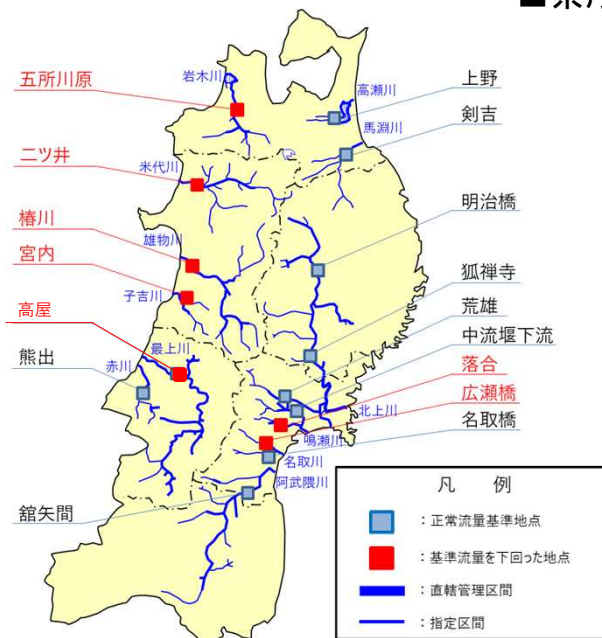 五所川原
二ツ井
椿川
宮内
高屋
熊出
舘矢間
岩木川
高瀬川
馬淵川
米代川
雄物川
子吉川
最上川
赤川
北上川
鳴瀬川
名取川
阿武隈川
上野
剣吉
明治橋
狐禅寺
荒雄
中流堰下流
落合
広瀬橋
名取橋
凡 例
：正常流量基準地点
：基準流量を下回った地点
：直轄管理区間
：指定区間